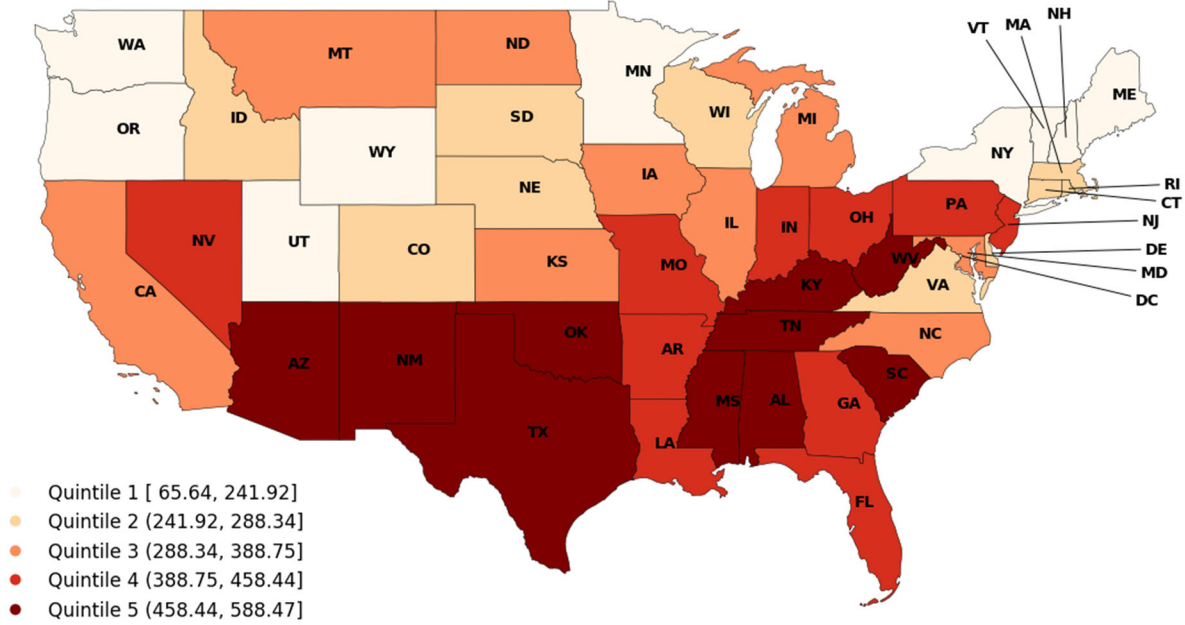 NH
MA
VT
WA
ND
MT
MN
ME
WI
ID
SD
MI
OR
WY
NY
IA
RI
NE
CT
PA
OH
NJ
IL
IN
NV
UT
CO
DE
WV
KS
MO
MD
VA
KY
CA
DC
TN
OK
NC
AR
NM
AZ
SC
MS
AL
GA
TX
LA
Quintile 1 [ 65.64, 241.92]
FL
Quintile 2 (241.92, 288.34]
Quintile 3 (288.34, 388.75]
Quintile 4 (388.75, 458.44]
Quintile 5 (458.44, 588.47]